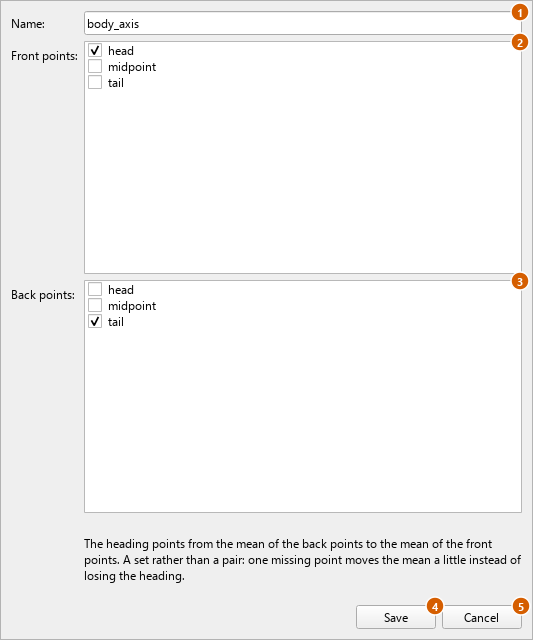 1
Name: body_axis
2
Front points: head
midpoint
tail
3
Back points: head
midpoint
tail
The heading points from the mean of the back points to the mean of the front
points. A set rather than a pair: one missing point moves the mean a little instead of
losing the heading.
4 5
Save Cancel